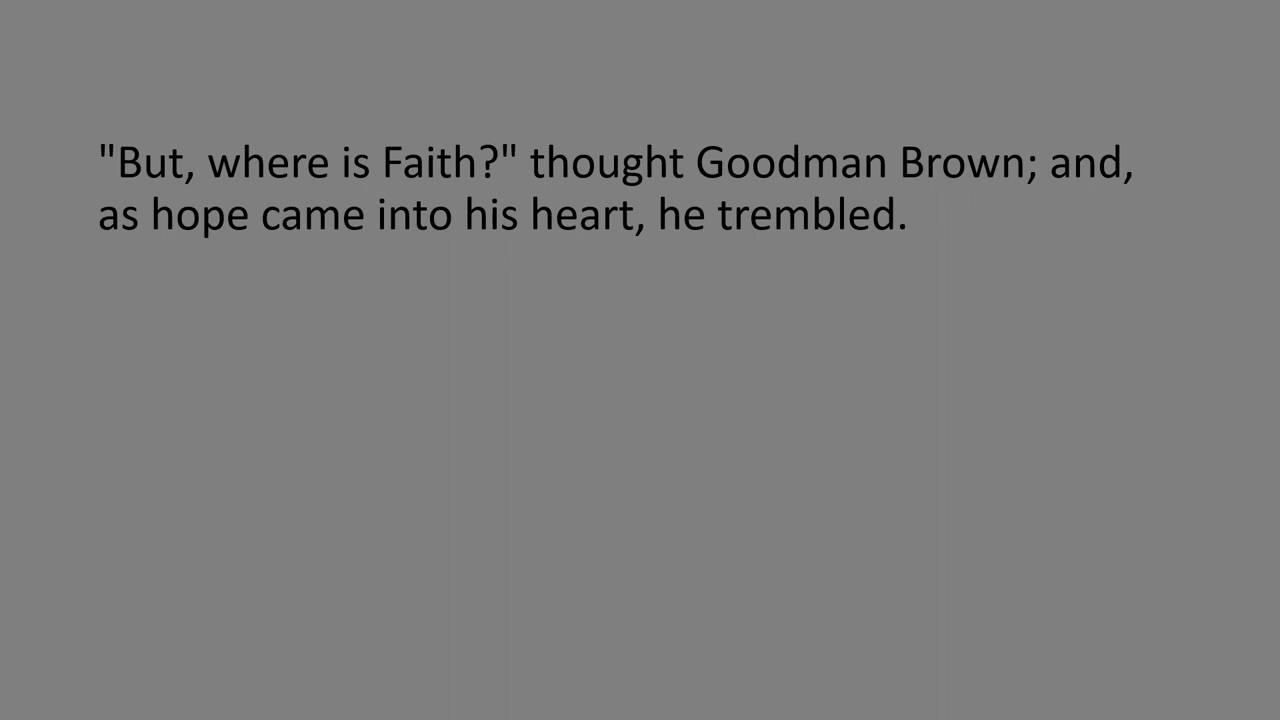 "But, where is Faith?" thought Goodman Brown; and,
as hope came into his heart, he trembled.